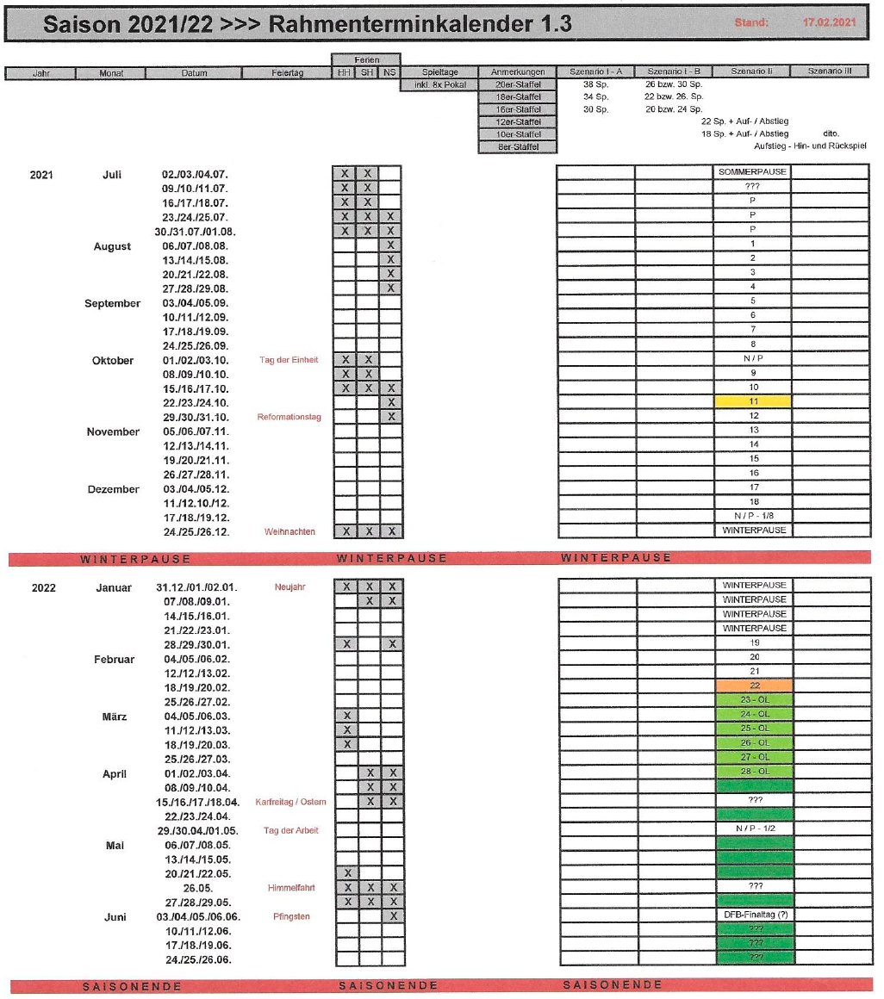 Saison 2021/22 >>> Rahmenterminkalender 1.3 Stand: 17.02.2021
Ferien
Jahr Monat Datum Feiertag HH SH NS Spieltage Anmerkungen Szenario I - A Szenario I - B Szenario II Szenario III
inkl. 8x Pokal 20er-Staffel 38 Sp. 26 bzw. 30 Sp.
18er-Staffel 34 Sp. 22 bzw. 26. Sp.
16er-Staffel 30 Sp. 20 bzw. 24 Sp.
12er-Staffel 22 Sp. + Auf- / Abstieg
10er-Staffel 18 Sp. + Auf- / Abstieg dito.
8er-Staffel Aufstieg - Hin- und Rückspiel
2021 Juli 02./03./04.07. X X SOMMERPAUSE
09./10./11.07. X X ???
16./17./18.07. X X P
23./24./25.07. X X X P
30./31.07./01.08. X X X P
August 06./07./08.08. X 1
13./14./15.08. X 2
20./21./22.08. X 3
27./28./29.08. X 4
September 03./04./05.09. 5
10./11./12.09. 6
17./18./19.09. 7
24./25./26.09. 8
Oktober 01./02./03.10. Tag der Einheit X X N / P
08./09./10.10. X X 9
15./16./17.10. X X X 10
22./23./24.10. X 11
29./30./31.10. Reformationstag X 12
November 05./06./07.11. 13
12./13./14.11. 14
19./20./21.11. 15
26./27./28.11. 16
Dezember 03./04./05.12. 17
11./12.10./12. 18
17./18./19.12. N / P - 1/8
24./25./26.12. Weihnachten X X X WINTERPAUSE
WINTERPAUSE WINTERPAUSE WINTERPAUSE
2022 Januar 31.12./01./02.01. Neujahr X X X WINTERPAUSE
07./08./09.01. X X WINTERPAUSE
14./15./16.01. WINTERPAUSE
21./22./23.01. WINTERPAUSE
28./29./30.01. X X 19
Februar 04./05./06.02. 20
12./12./13.02. 21
18./19./20.02. 22
25./26./27.02. 23 - OL
März 04./05./06.03. X 24 - OL
11./12./13.03. X 25 - OL
18./19./20.03. X 26 - OL
25./26./27.03. 27 - OL
April 01./02./03.04. X X 28 - OL
08./09./10.04. X X
15./16./17./18.04. Karfreitag / Ostern X X ???
22./23./24.04.
29./30.04./01.05. Tag der Arbeit N / P - 1/2
Mai 06./07./08.05.
13./14./15.05.
20./21./22.05. X
26.05. Himmelfahrt X X X ???
27./28./29.05. X X X
Juni 03./04./05./06.06. Pfingsten X DFB-Finaltag (?)
10./11./12.06. ???
17./18./19.06. ???
24./25./26.06. ???
SAISONENDE SAISONENDE SAISONENDE